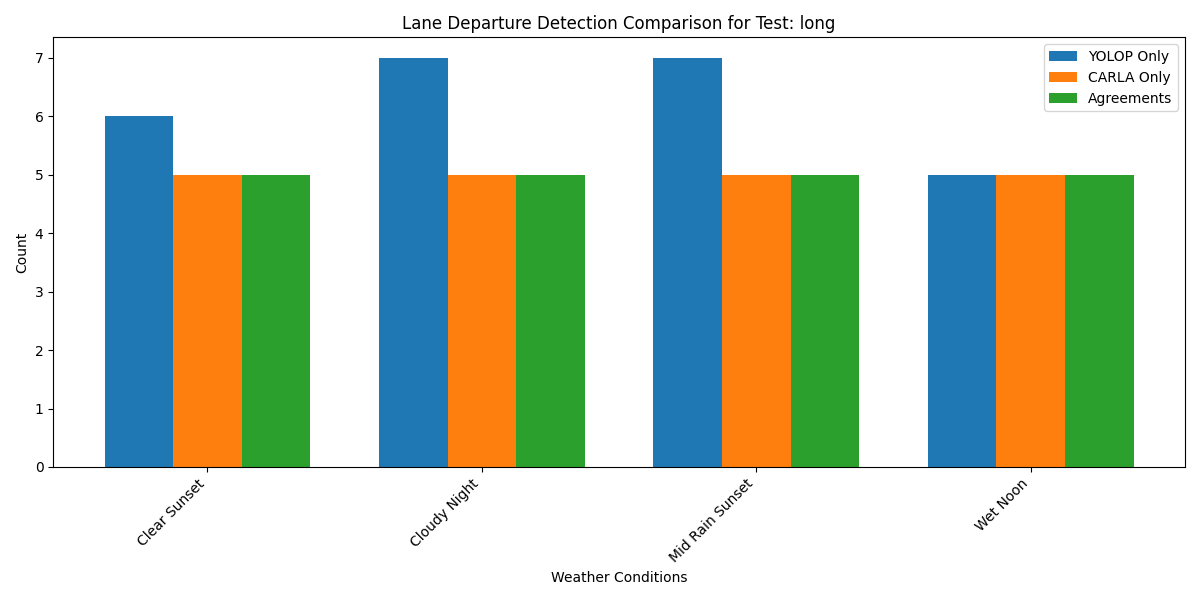 Lane Departure Detection Comparison for Test: long
YOLOP Only
CARLA Only
Agreements
Count
7
6
5
4
3
2
1
0
Clear Sunset
Cloudy Night
Mid Rain Sunset
Wet Noon
Weather Conditions